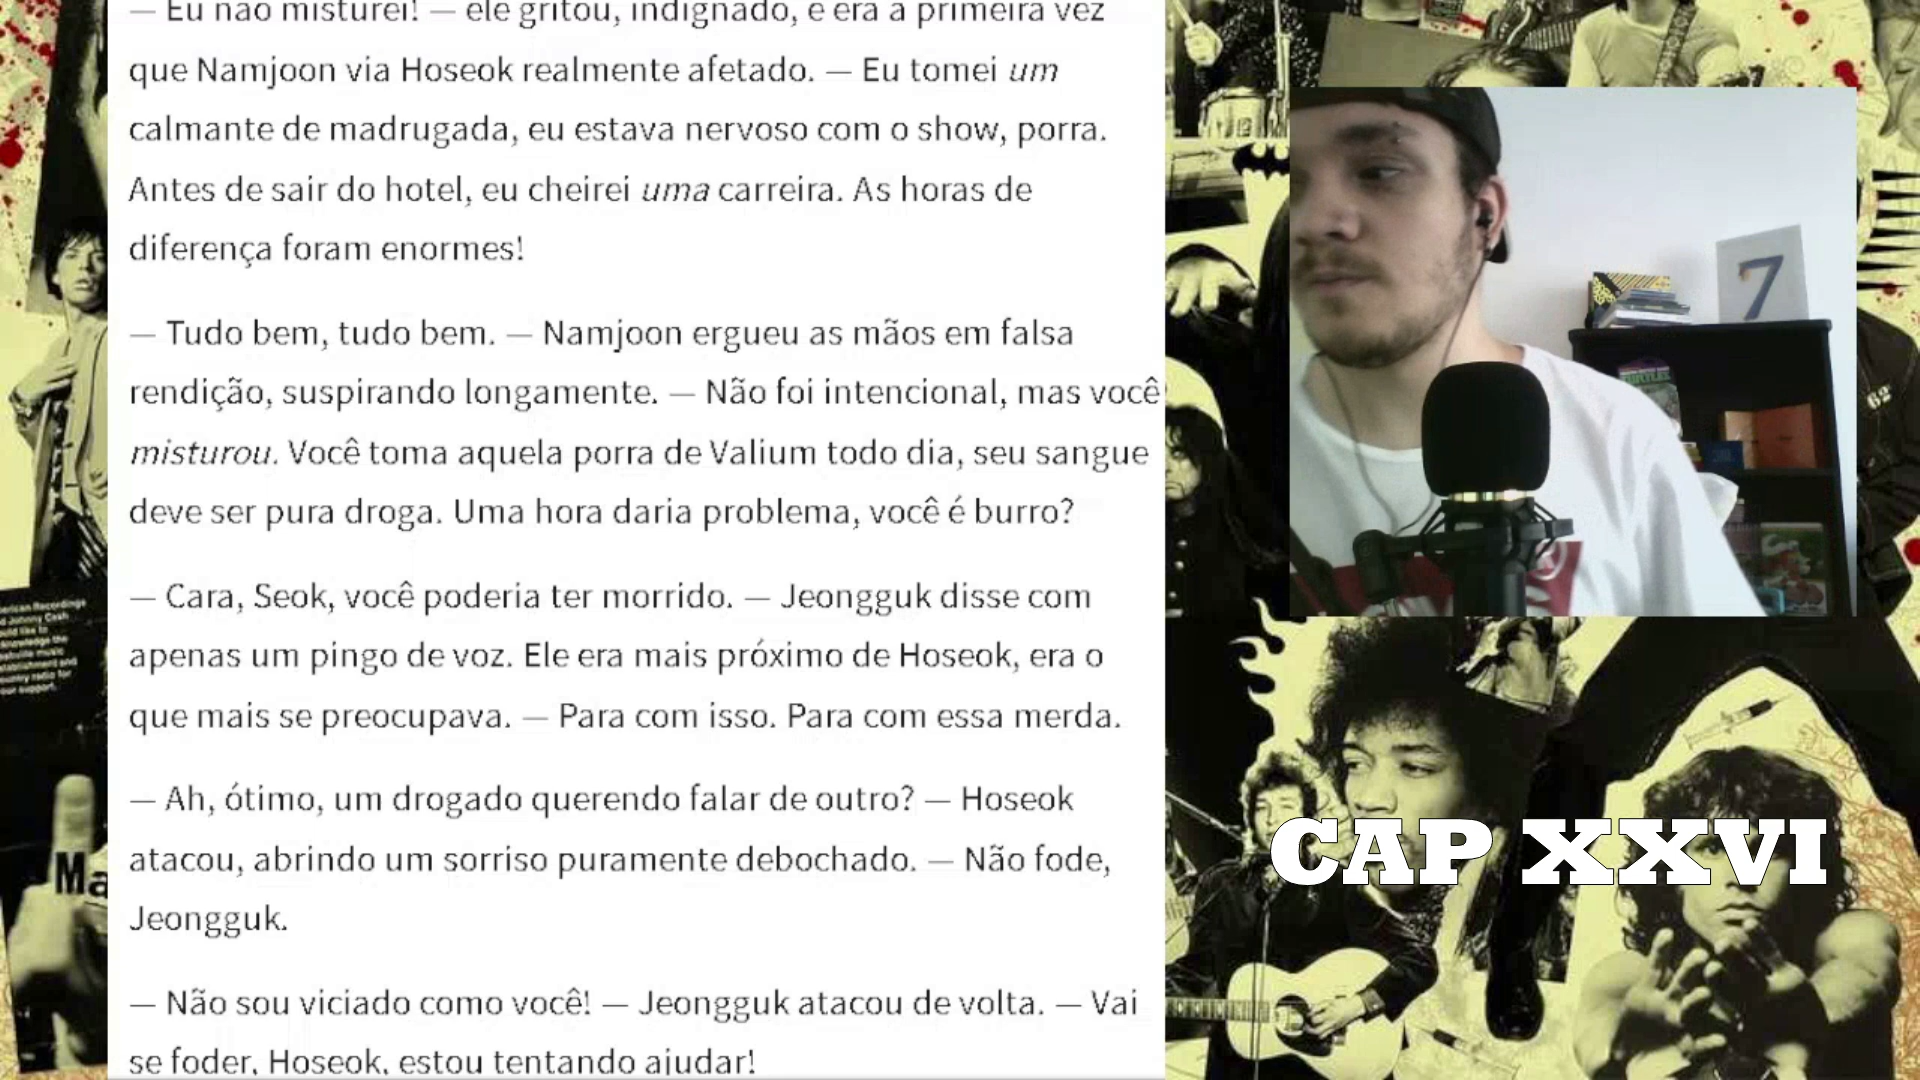 — Eu não misturei! — ele gritou, indignado, e era a primeira vez
que Namjoon via Hoseok realmente afetado. — Eu tomei um
calmante de madrugada, eu estava nervoso com o show, porra.
Antes de sair do hotel, eu cheirei uma carreira. As horas de
diferença foram enormes!
— Tudo bem, tudo bem. — Namjoon ergueu as mãos em falsa
rendição, suspirando longamente. — Não foi intencional, mas você
misturou. Você toma aquela porra de Valium todo dia, seu sangue
deve ser pura droga. Uma hora daria problema, você é burro?
— Cara, Seok, você poderia ter morrido. — Jeongguk disse com
apenas um pingo de voz. Ele era mais próximo de Hoseok, era o
que mais se preocupava. — Para com isso. Para com essa merda.
— Ah, ótimo, um drogado querendo falar de outro? — Hoseok
atacou, abrindo um sorriso puramente debochado. — Não fode,
Jeongguk.
— Não sou viciado como você! — Jeongguk atacou de volta. — Vai
se foder, Hoseok, estou tentando ajudar!
7
62
CAP XXVI
Ma